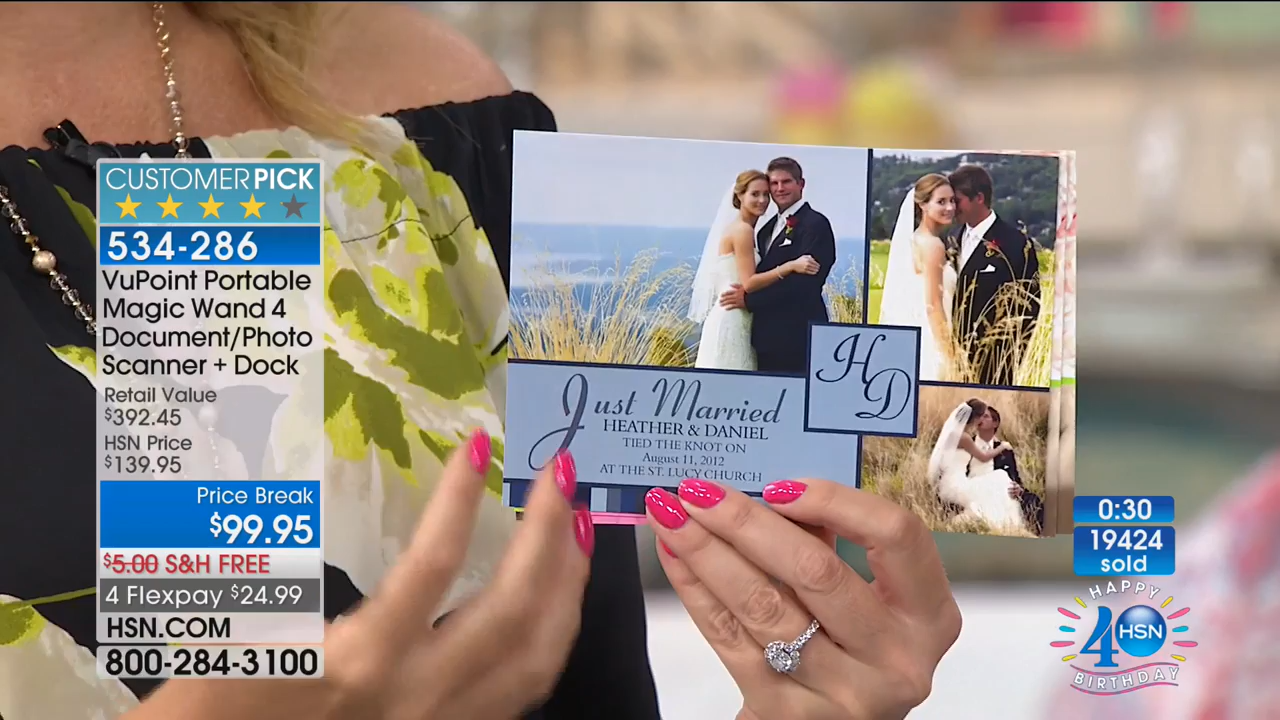 CUSTOMER PICK
534-286
VuPoint Portable
Magic Wand 4
Document/Photo
Scanner + Dock
Retail Value
$392.45
HSN Price
$139.95
Price Break
$99.95
$5.00 S&H FREE
4 Flexpay $24.99
HSN.COM
800-284-3100
HD
Just Married
HEATHER & DANIEL
TIED THE KNOT ON
August 11, 2012
AT THE ST. LUCY CHURCH
0:30
19424
sold
HAPPY
40
HSN
BIRTHDAY